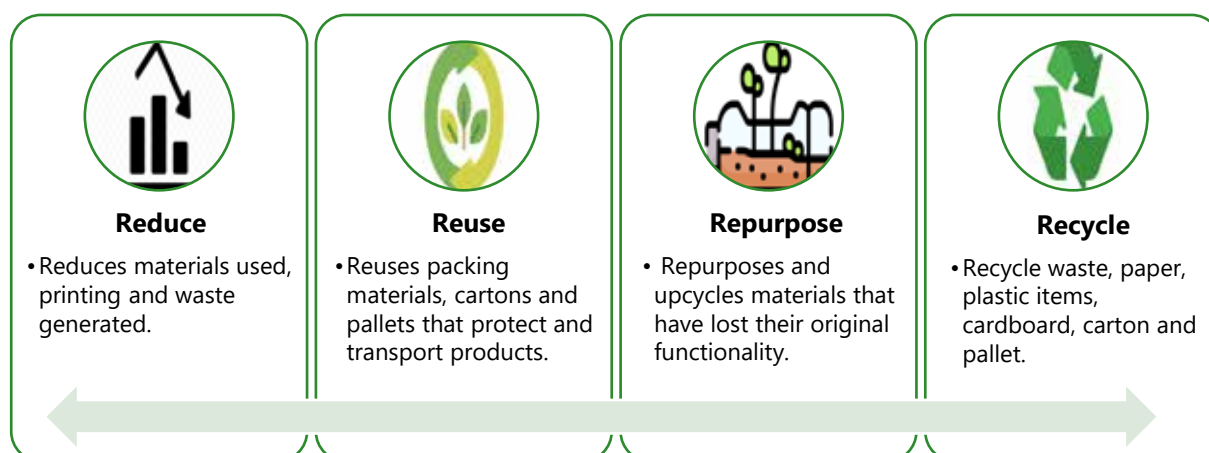 Reduce
•Reduces materials used,
printing and waste
generated.
Reuse
•Reuses packing
materials, cartons and
pallets that protect and
transport products.
Repurpose
• Repurposes and
upcycles materials that
have lost their original
functionality.
Recycle
•Recycle waste, paper,
plastic items,
cardboard, carton and
pallet.